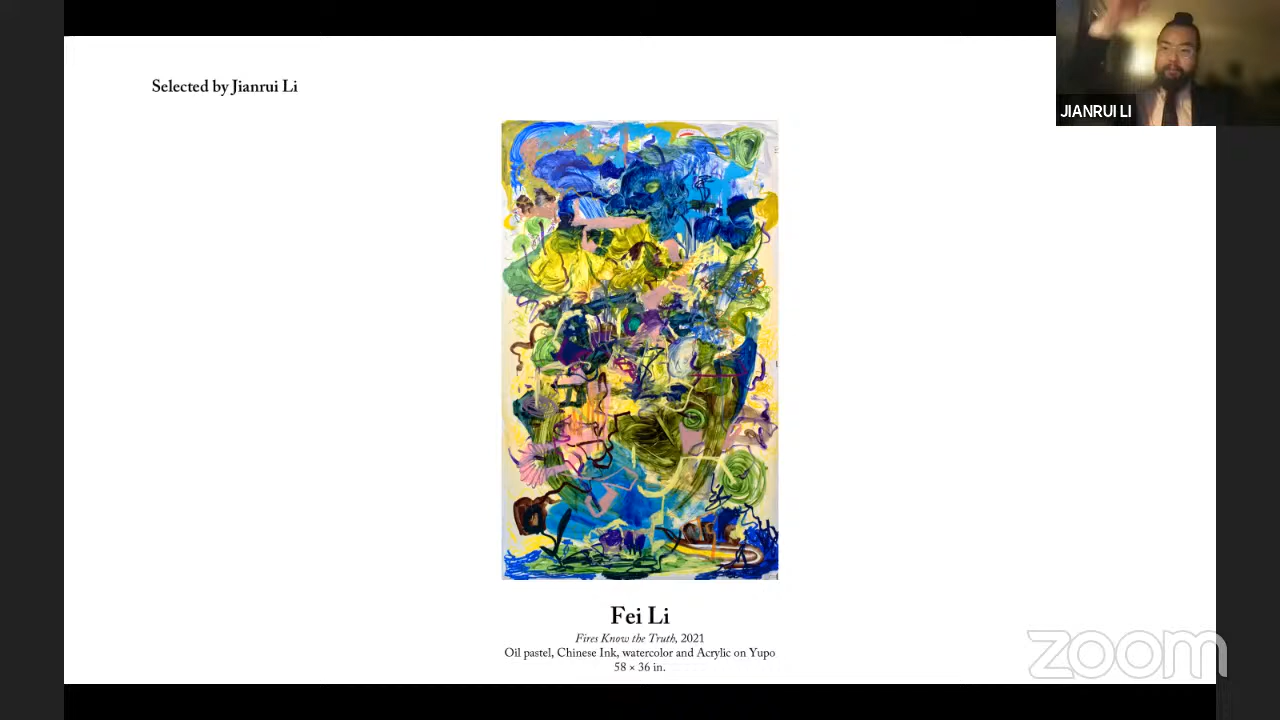 Selected by Jianrui Li
JIANRUI LI
Fei Li
Fires Know the Truth, 2021
Oil pastel, Chinese Ink, watercolor and Acrylic on Yupo
58 × 36 in.
zoom